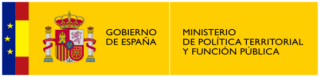 GOBIERNO
DE ESPAÑA
MINISTERIO
DE POLÍTICA TERRITORIAL
Y FUNCIÓN PÚBLICA